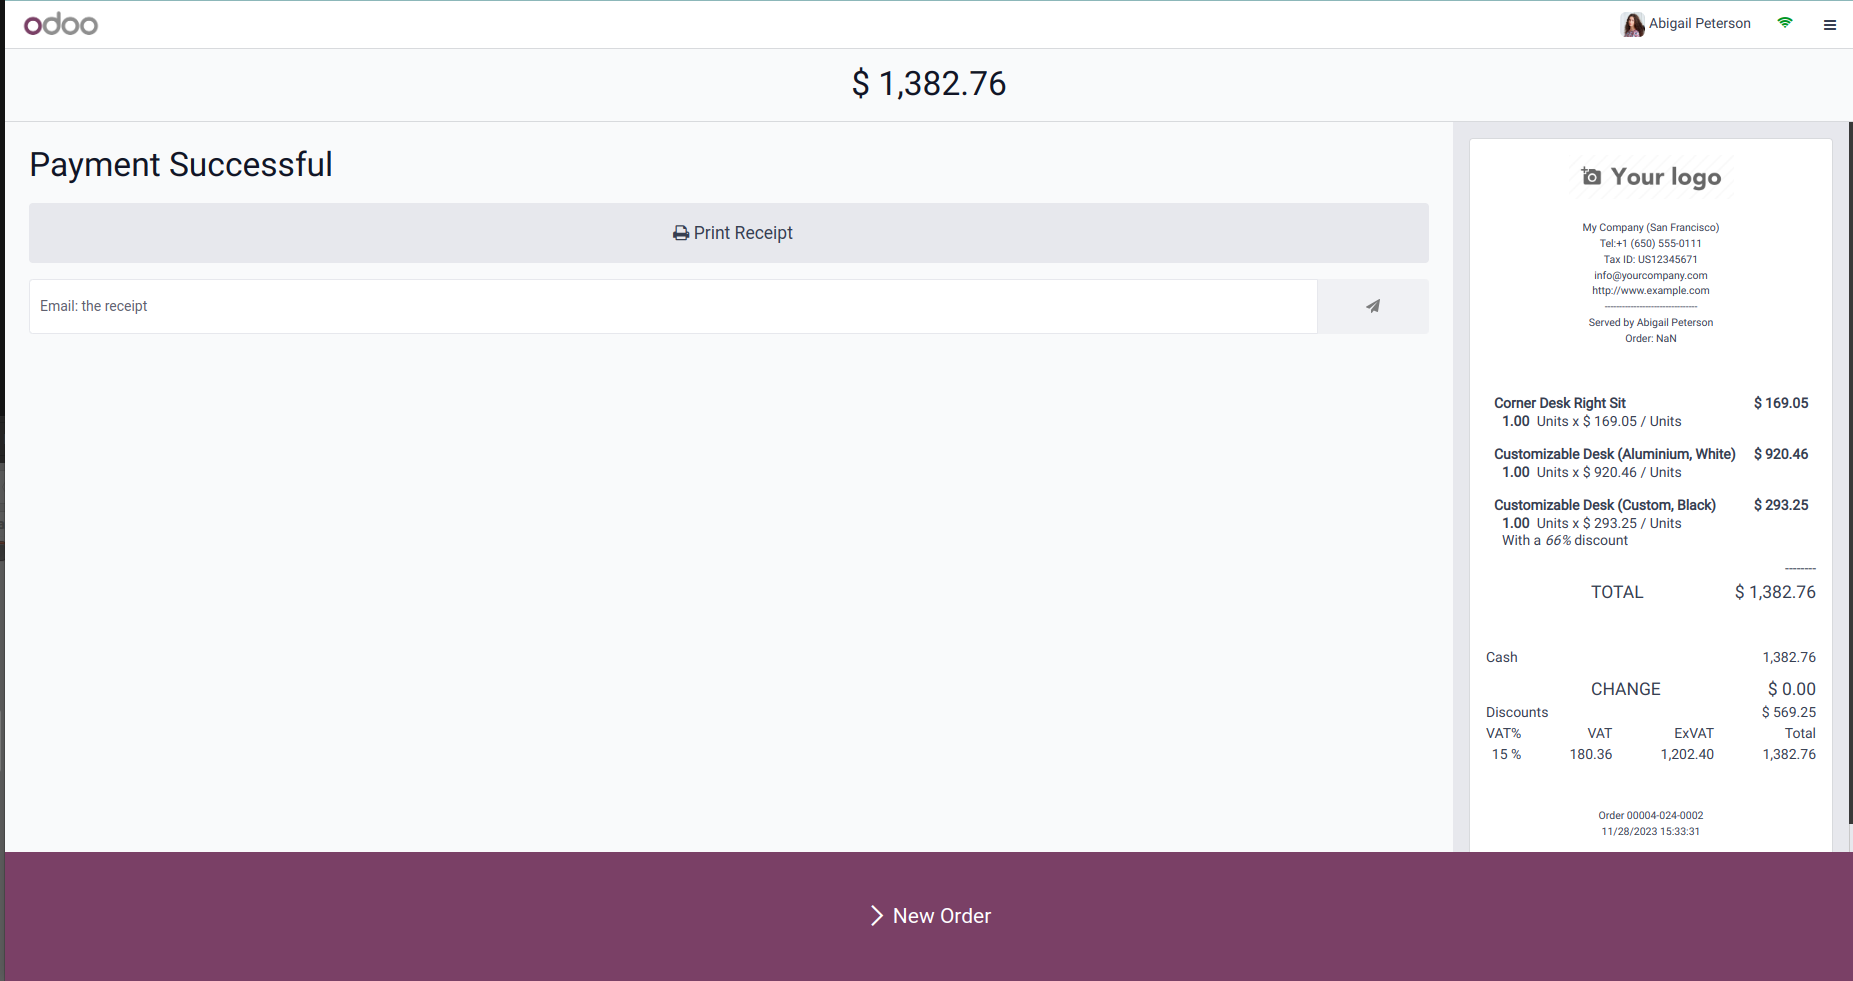 odoo
Abigail Peterson
$ 1,382.76
Payment Successful
Print Receipt
Email: the receipt
Your logo
My Company (San Francisco)
Tel:+1 (650) 555-0111
Tax ID: US12345671
info@yourcompany.com
http://www.example.com
--------------------------------
Served by Abigail Peterson
Order: NaN
Corner Desk Right Sit $ 169.05
1.00 Units x $ 169.05 / Units
Customizable Desk (Aluminium, White) $ 920.46
1.00 Units x $ 920.46 / Units
Customizable Desk (Custom, Black) $ 293.25
1.00 Units x $ 293.25 / Units
With a 66% discount
--------
TOTAL $ 1,382.76
Cash 1,382.76
CHANGE $ 0.00
Discounts $ 569.25
VAT% VAT ExVAT Total
15 % 180.36 1,202.40 1,382.76
Order 00004-024-0002
11/28/2023 15:33:31
New Order